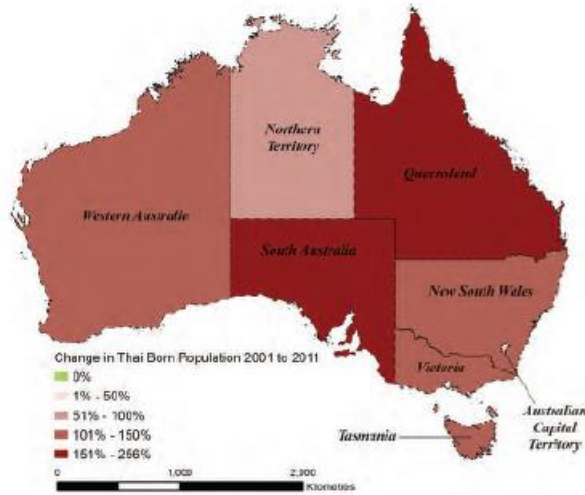 Northern
Territory
Queensland
Western Australia
South Australia
New South Wales
Victoria
Tasmania
Australian
Capital
Territory
Change in Thai Born Population 2001 to 2011
0%
1% - 50%
51% - 100%
101% - 150%
151% - 256%
0 1,000 2,000
Kilometres